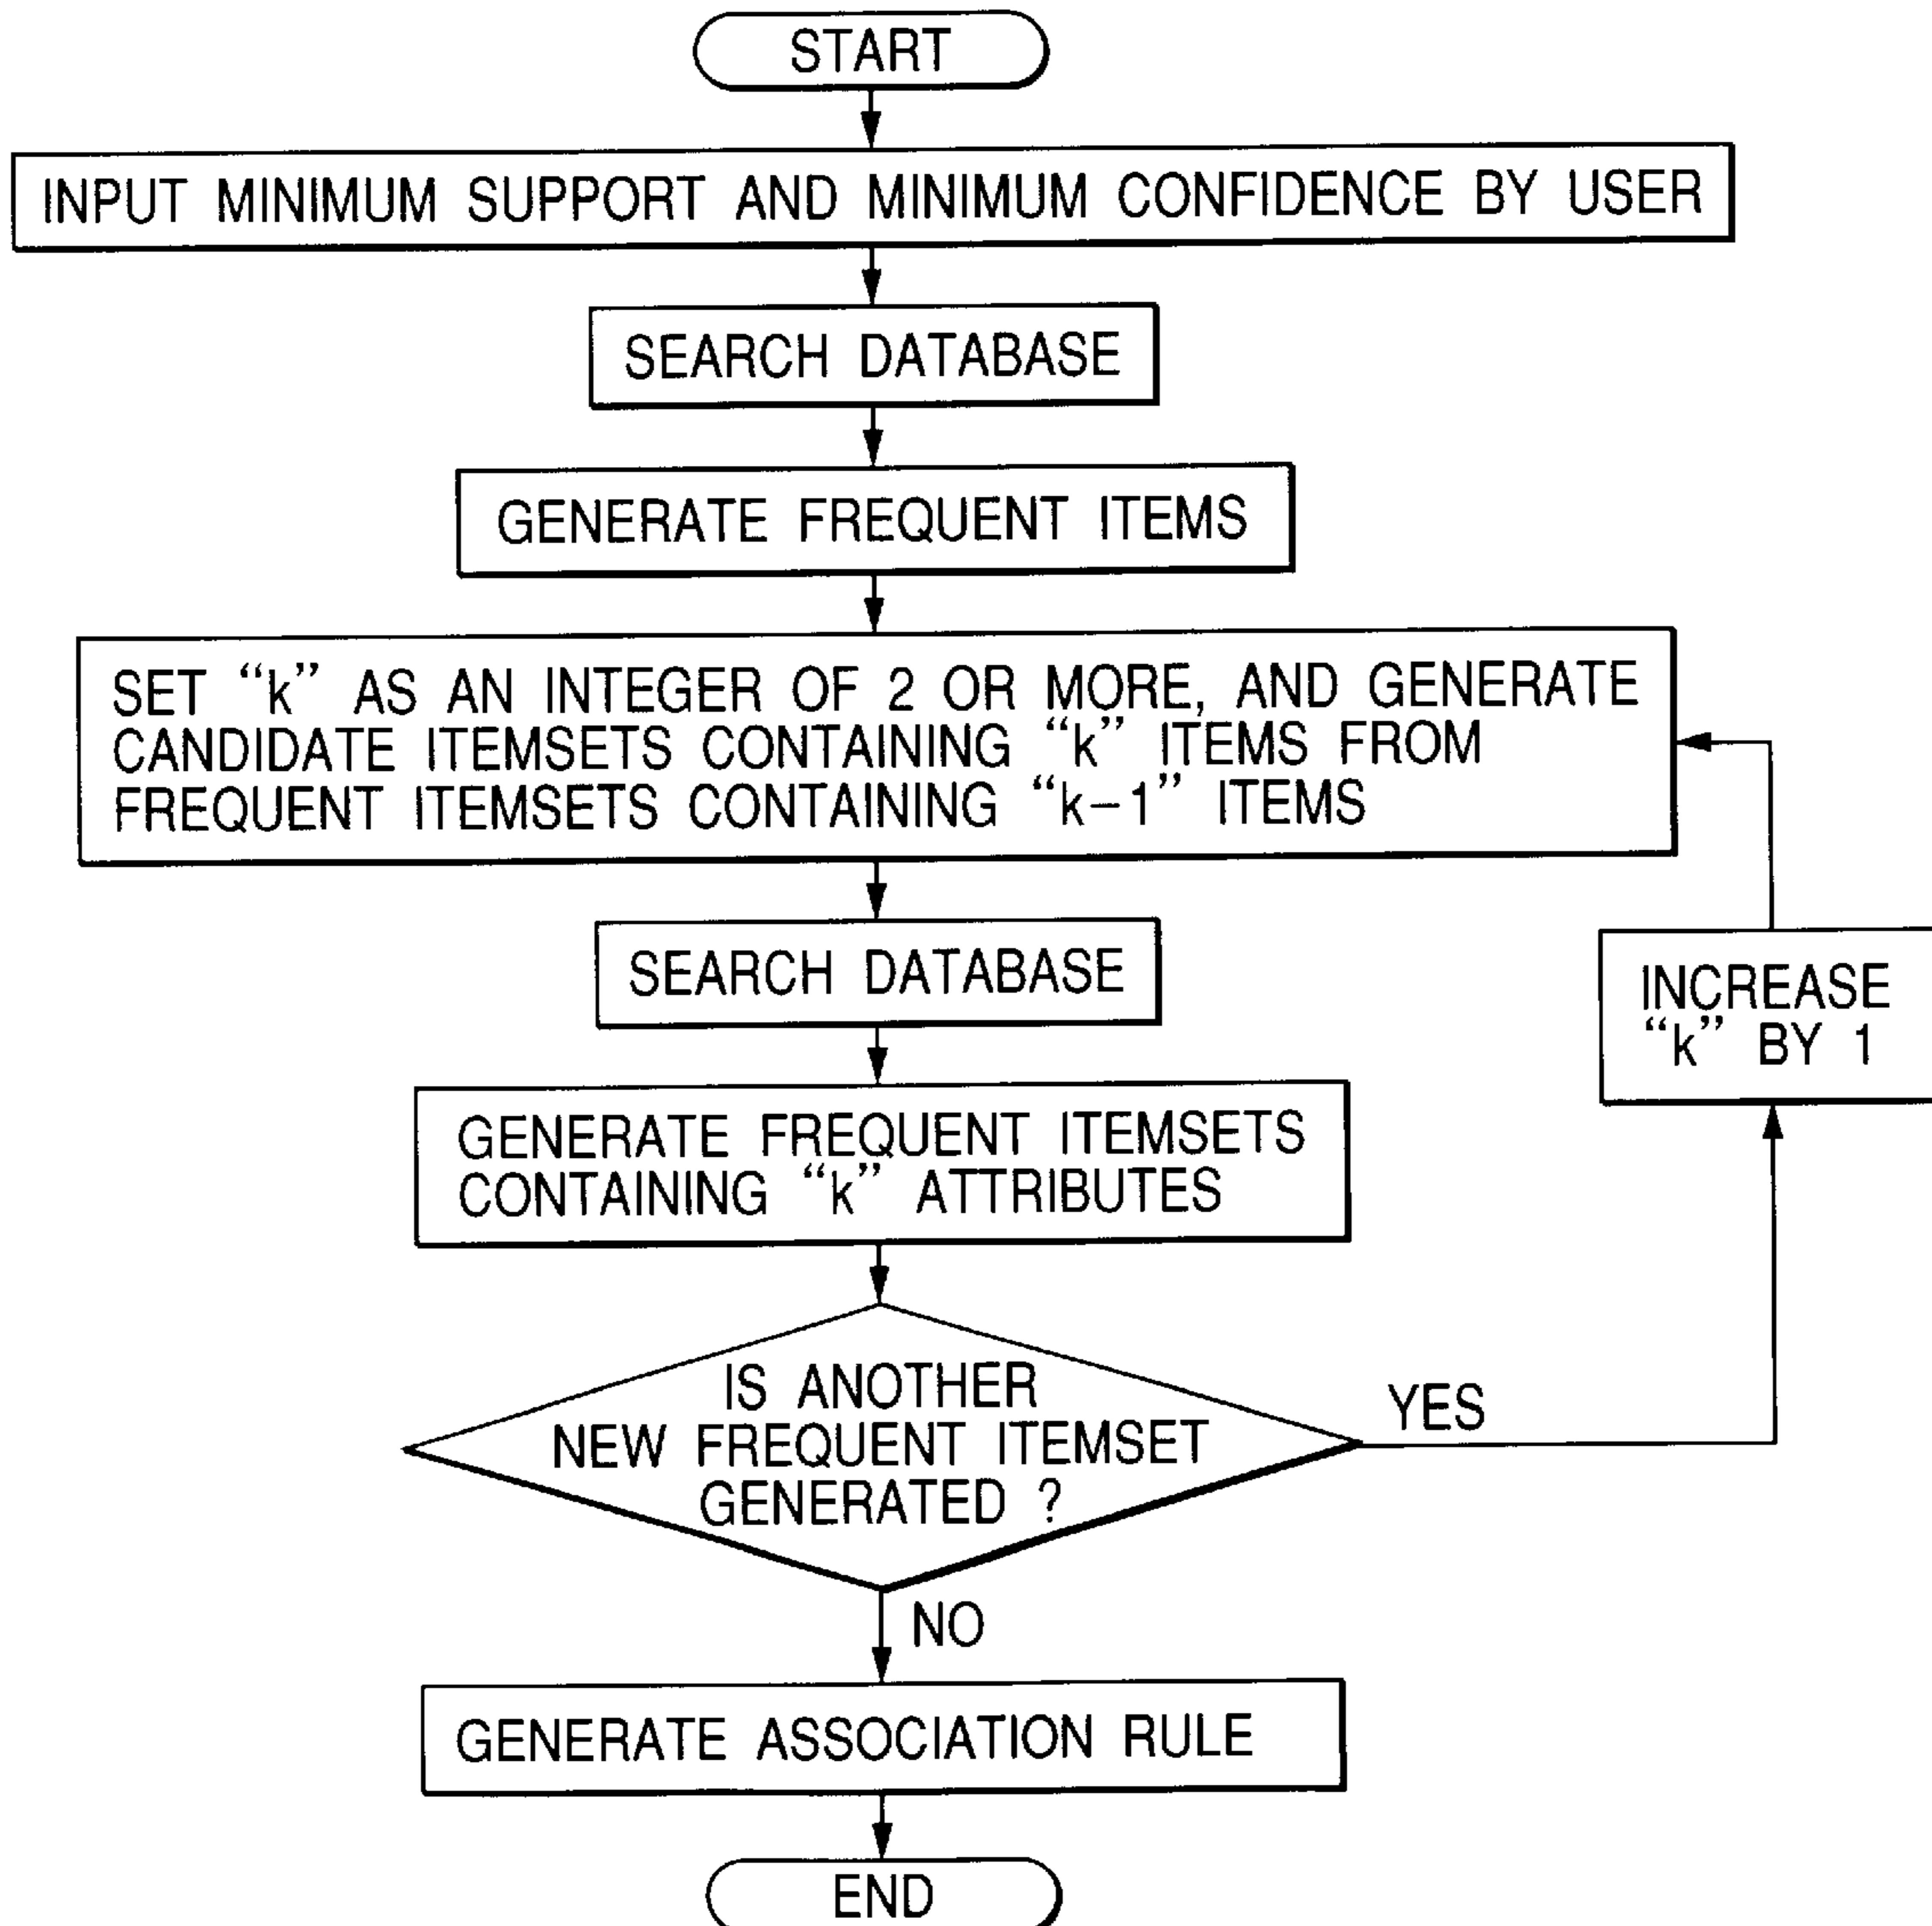 START
INPUT MINIMUM SUPPORT AND MINIMUM CONFIDENCE BY USER
SEARCH DATABASE
GENERATE FREQUENT ITEMS
SET “k” AS AN INTEGER OF 2 OR MORE, AND GENERATE
CANDIDATE ITEMSETS CONTAINING “k” ITEMS FROM
FREQUENT ITEMSETS CONTAINING “k–1” ITEMS
SEARCH DATABASE
INCREASE
“k” BY 1
GENERATE FREQUENT ITEMSETS
CONTAINING “k” ATTRIBUTES
IS ANOTHER
NEW FREQUENT ITEMSET
GENERATED ?
YES
NO
GENERATE ASSOCIATION RULE
END